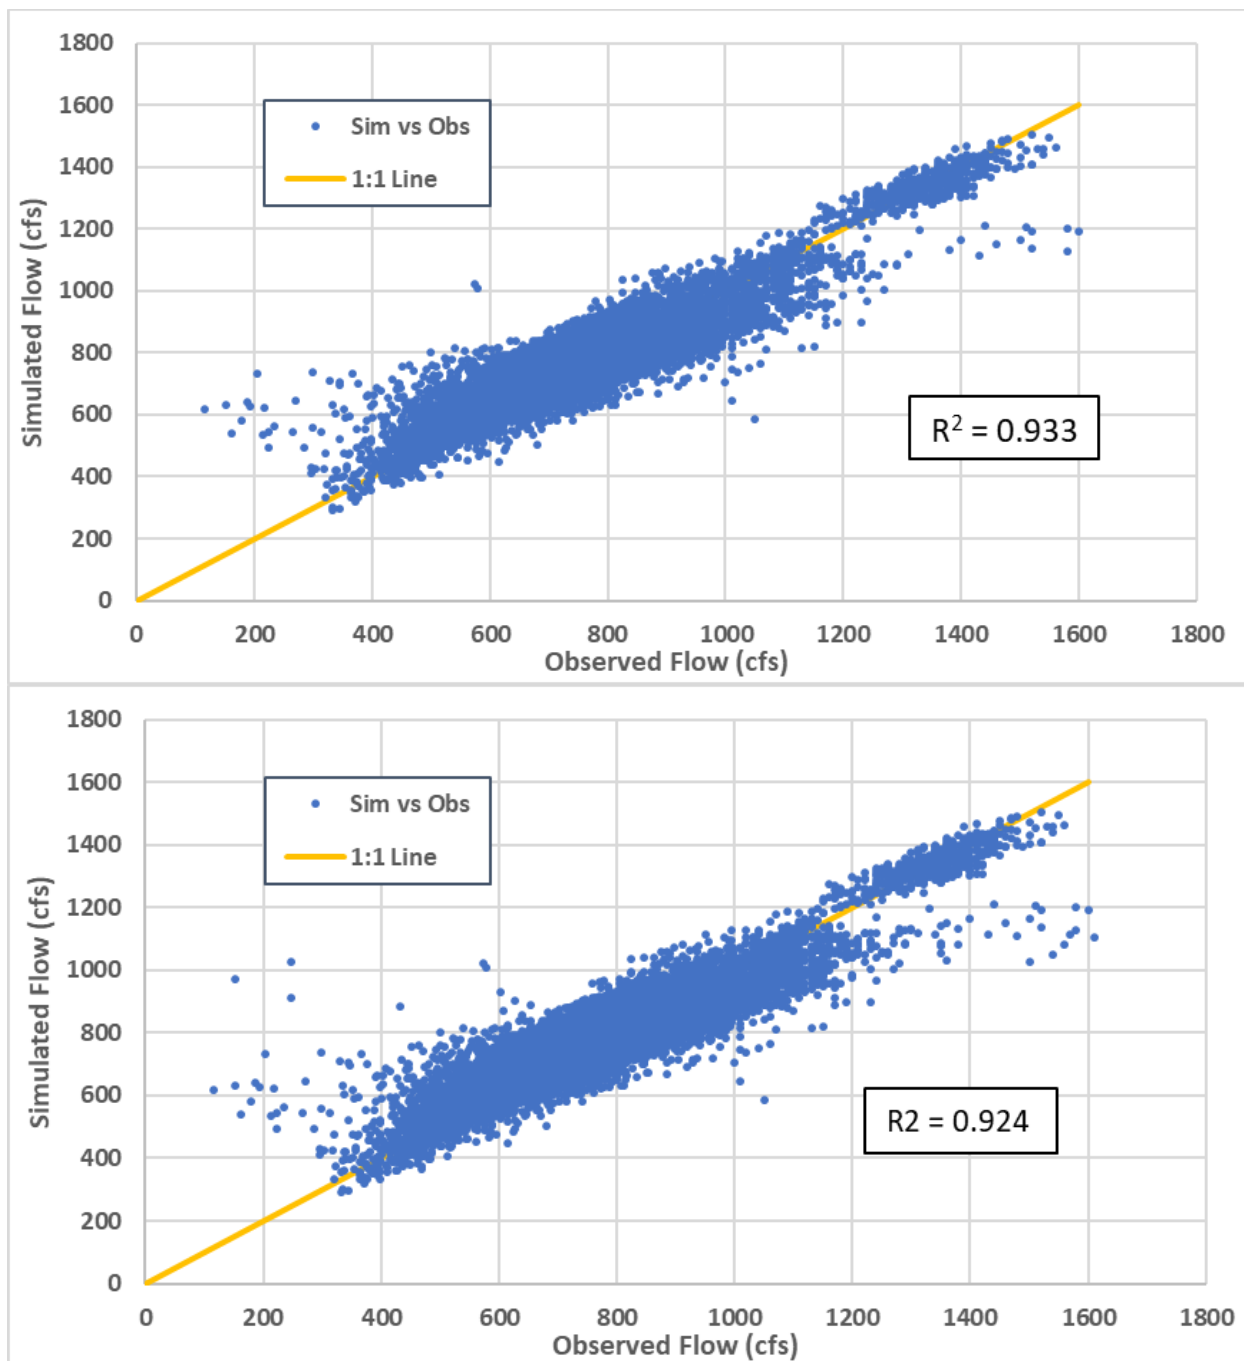 1800
1600
1400
1200
1000
800
600
400
200
0
Simulated Flow (cfs)
Sim vs Obs
1:1 Line
R² = 0.933
0 200 400 600 800 1000 1200 1400 1600 1800
Observed Flow (cfs)
1800
1600
1400
1200
1000
800
600
400
200
0
Simulated Flow (cfs)
Sim vs Obs
1:1 Line
R2 = 0.924
0 200 400 600 800 1000 1200 1400 1600 1800
Observed Flow (cfs)